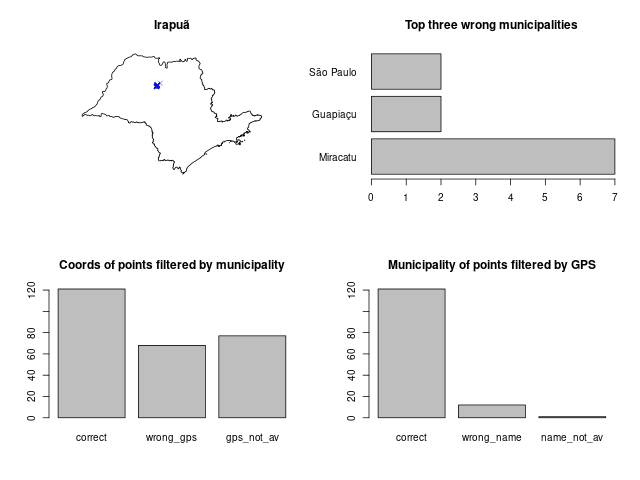 Irapuã
Top three wrong municipalities
São Paulo
Guapiaçu
Miracatu
0 1 2 3 4 5 6 7
Coords of points filtered by municipality
120
80
60
40
20
0
correct wrong_gps gps_not_av
Municipality of points filtered by GPS
120
80
60
40
20
0
correct wrong_name name_not_av